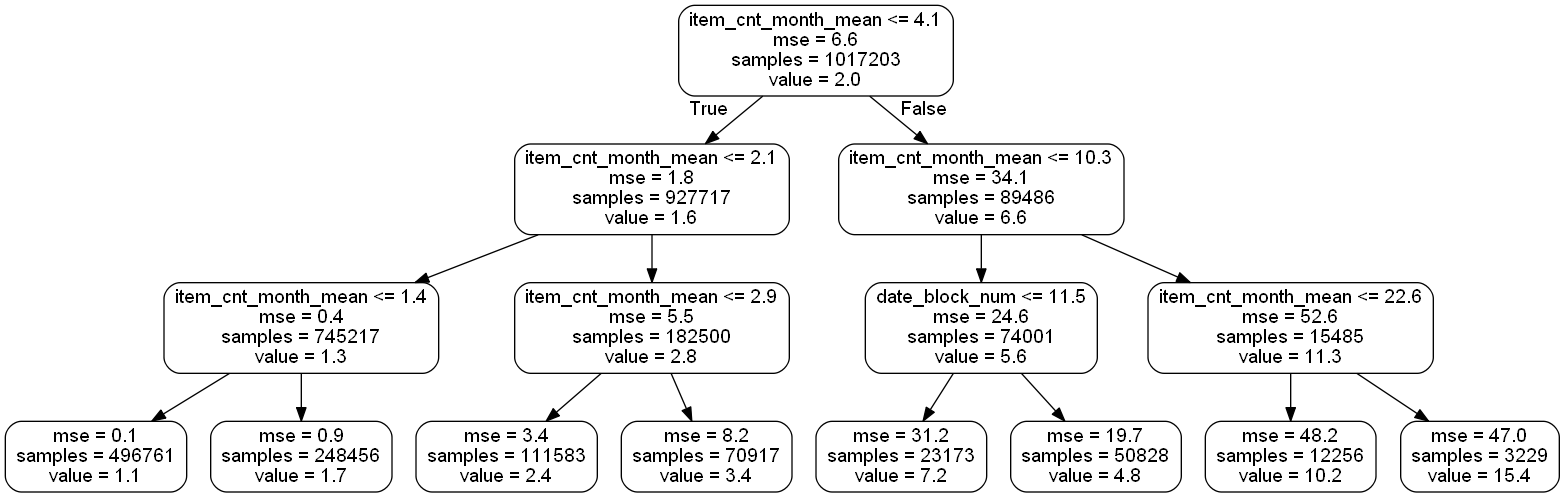 item_cnt_month_mean <= 4.1
mse = 6.6
samples = 1017203
value = 2.0
True
False
item_cnt_month_mean <= 2.1
mse = 1.8
samples = 927717
value = 1.6
item_cnt_month_mean <= 10.3
mse = 34.1
samples = 89486
value = 6.6
item_cnt_month_mean <= 1.4
mse = 0.4
samples = 745217
value = 1.3
item_cnt_month_mean <= 2.9
mse = 5.5
samples = 182500
value = 2.8
date_block_num <= 11.5
mse = 24.6
samples = 74001
value = 5.6
item_cnt_month_mean <= 22.6
mse = 52.6
samples = 15485
value = 11.3
mse = 0.1
samples = 496761
value = 1.1
mse = 0.9
samples = 248456
value = 1.7
mse = 3.4
samples = 111583
value = 2.4
mse = 8.2
samples = 70917
value = 3.4
mse = 31.2
samples = 23173
value = 7.2
mse = 19.7
samples = 50828
value = 4.8
mse = 48.2
samples = 12256
value = 10.2
mse = 47.0
samples = 3229
value = 15.4